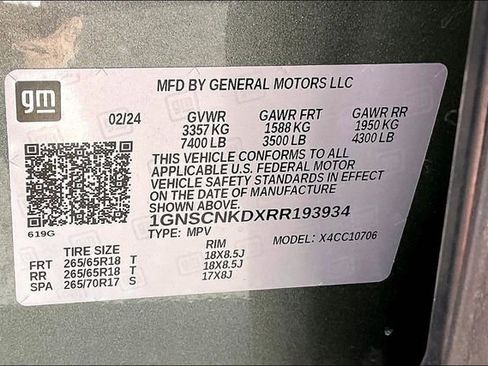 gm
MFD BY GENERAL MOTORS LLC
02/24 GVWR GAWR FRT GAWR RR
3357 KG 1588 KG 1950 KG
7400 LB 3500 LB 4300 LB
THIS VEHICLE CONFORMS TO ALL
APPLICABLE U.S. FEDERAL MOTOR
VEHICLE SAFETY STANDARDS IN EFFECT
ON THE DATE OF MANUFACTURE
SHOWN ABOVE.
1GNSCNKDXRR193934
619G
TYPE: MPV MODEL: X4CC10706
TIRE SIZE RIM
FRT 265/65R18 T 18X8.5J
RR 265/65R18 T 18X8.5J
SPA 265/70R17 S 17X8J